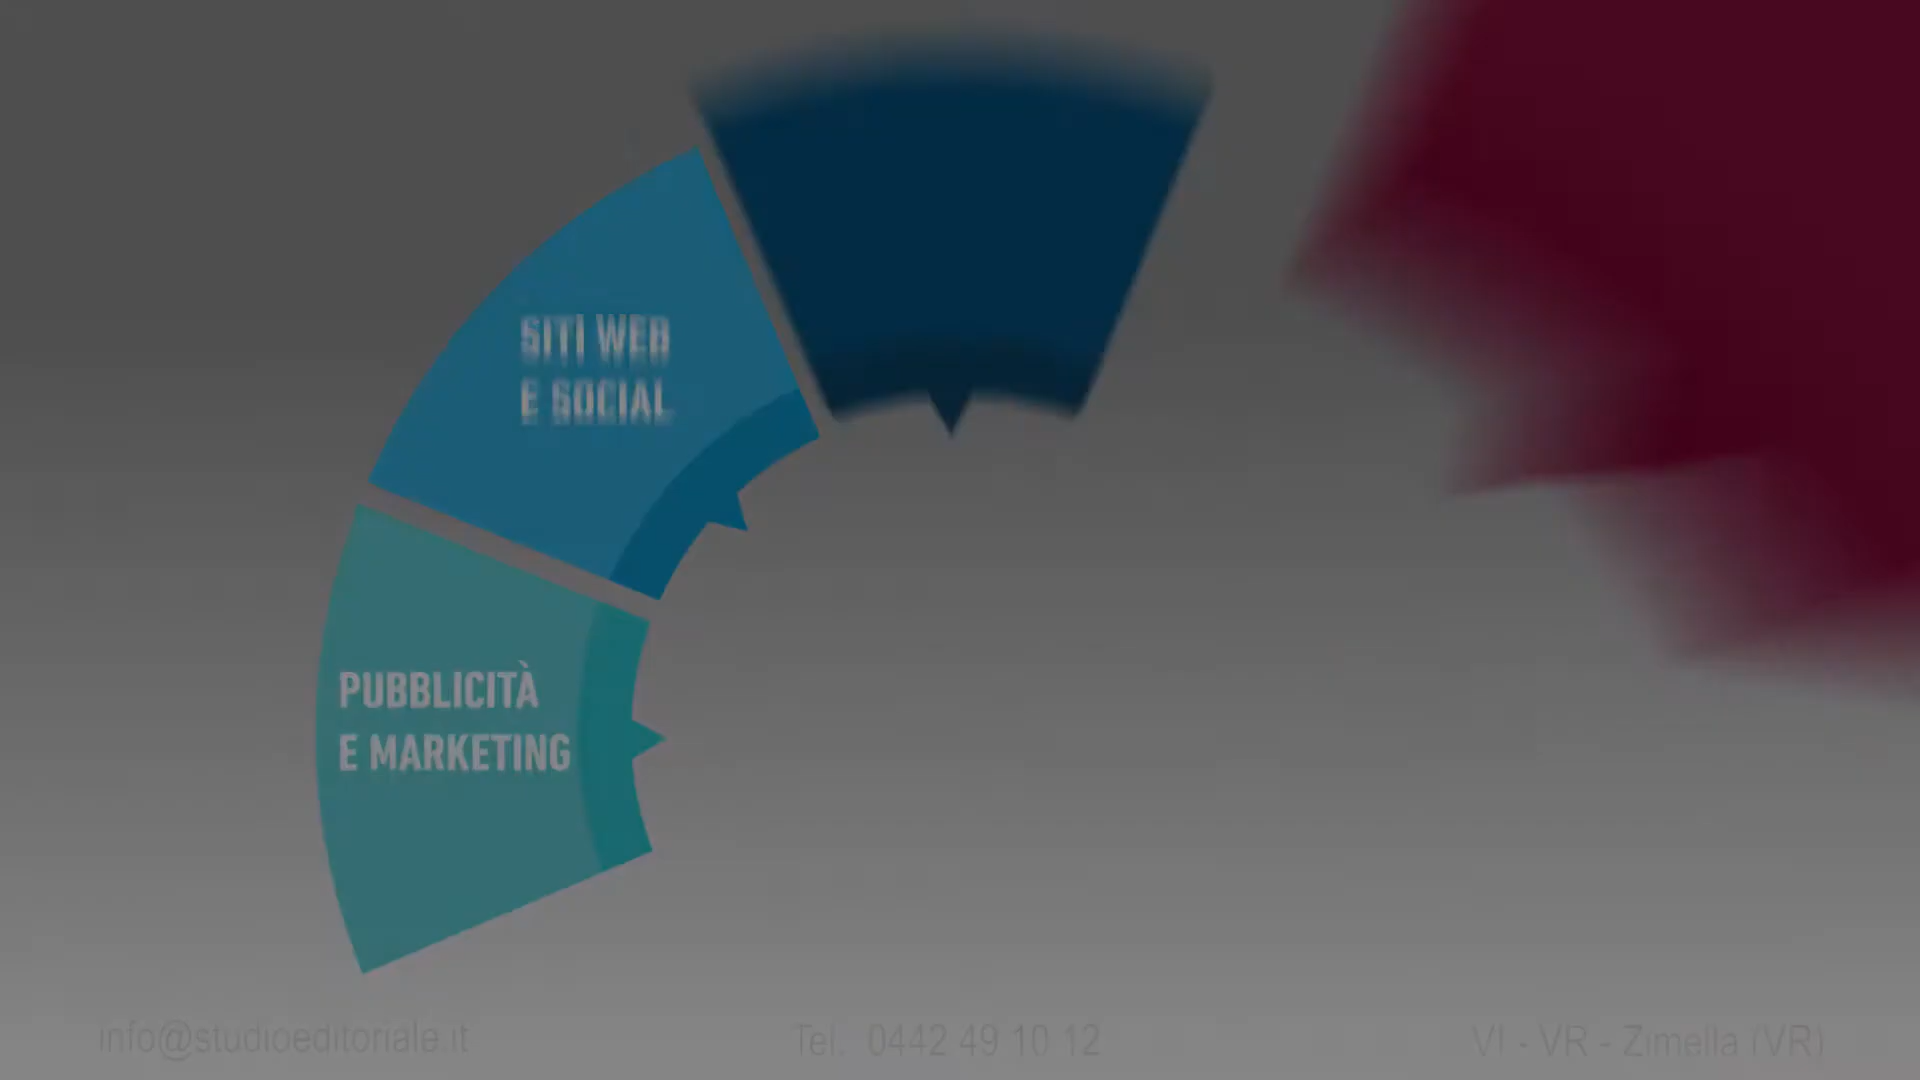 SITI WEB
E SOCIAL
PUBBLICITÀ
E MARKETING
info@studioeditoriale.it
Tel. 0442 49 10 12
VI - VR - Zimella (VR)